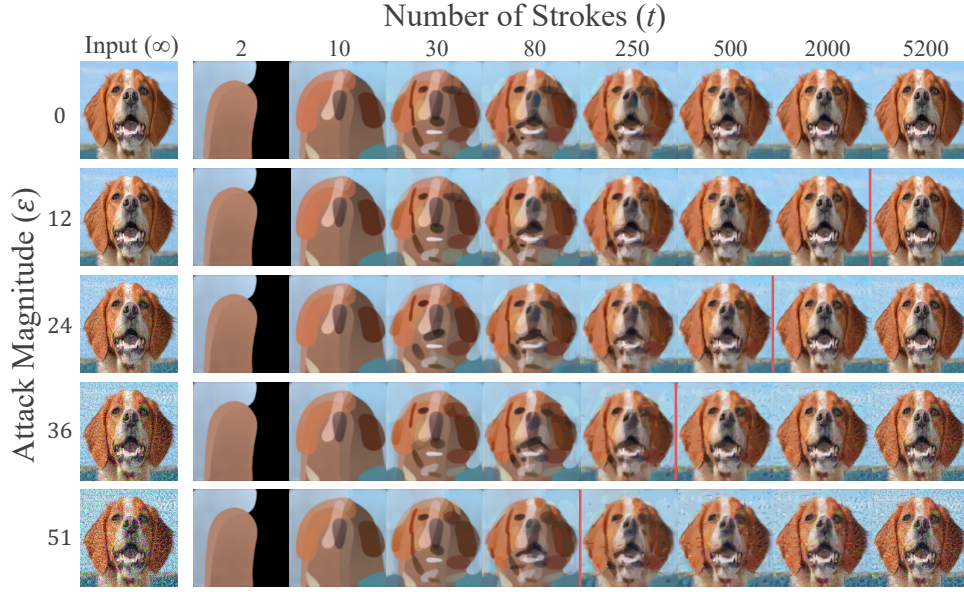 Number of Strokes (t)
Input (∞) 2 10 30 80 250 500 2000 5200
Attack Magnitude (ε)
0
12
24
36
51